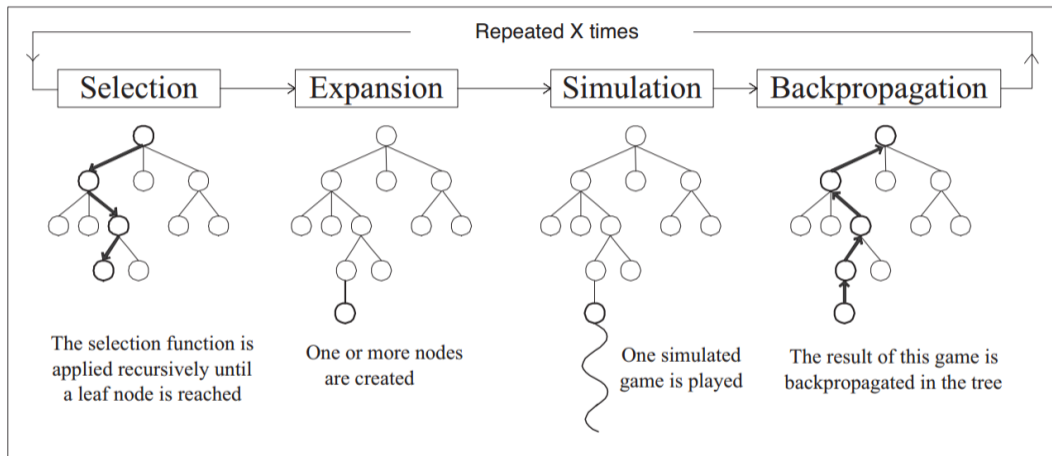 Repeated X times
Selection
Expansion
Simulation
Backpropagation
The selection function is
applied recursively until
a leaf node is reached
One or more nodes
are created
One simulated
game is played
The result of this game is
backpropagated in the tree